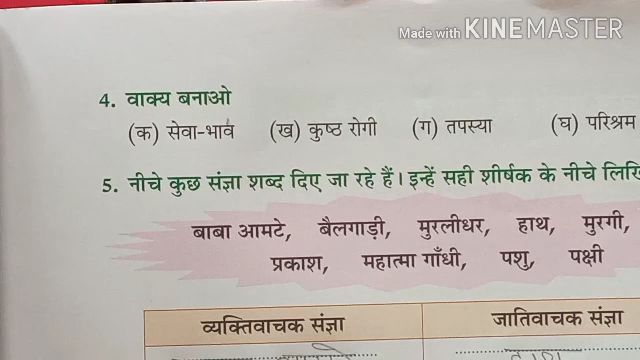 Made with KINEMASTER
4. वाक्य बनाओ
(क) सेवा-भाव (ख) कुष्ठ रोगी (ग) तपस्या (घ) परिश्रम
5. नीचे कुछ संज्ञा शब्द दिए जा रहे हैं। इन्हें सही शीर्षक के नीचे
बाबा आमटे, बैलगाड़ी, मुरलीधर, हाथ, मुरगी,
प्रकाश, महात्मा गाँधी, पशु, पक्षी
व्यक्तिवाचक संज्ञा जातिवाचक संज्ञा